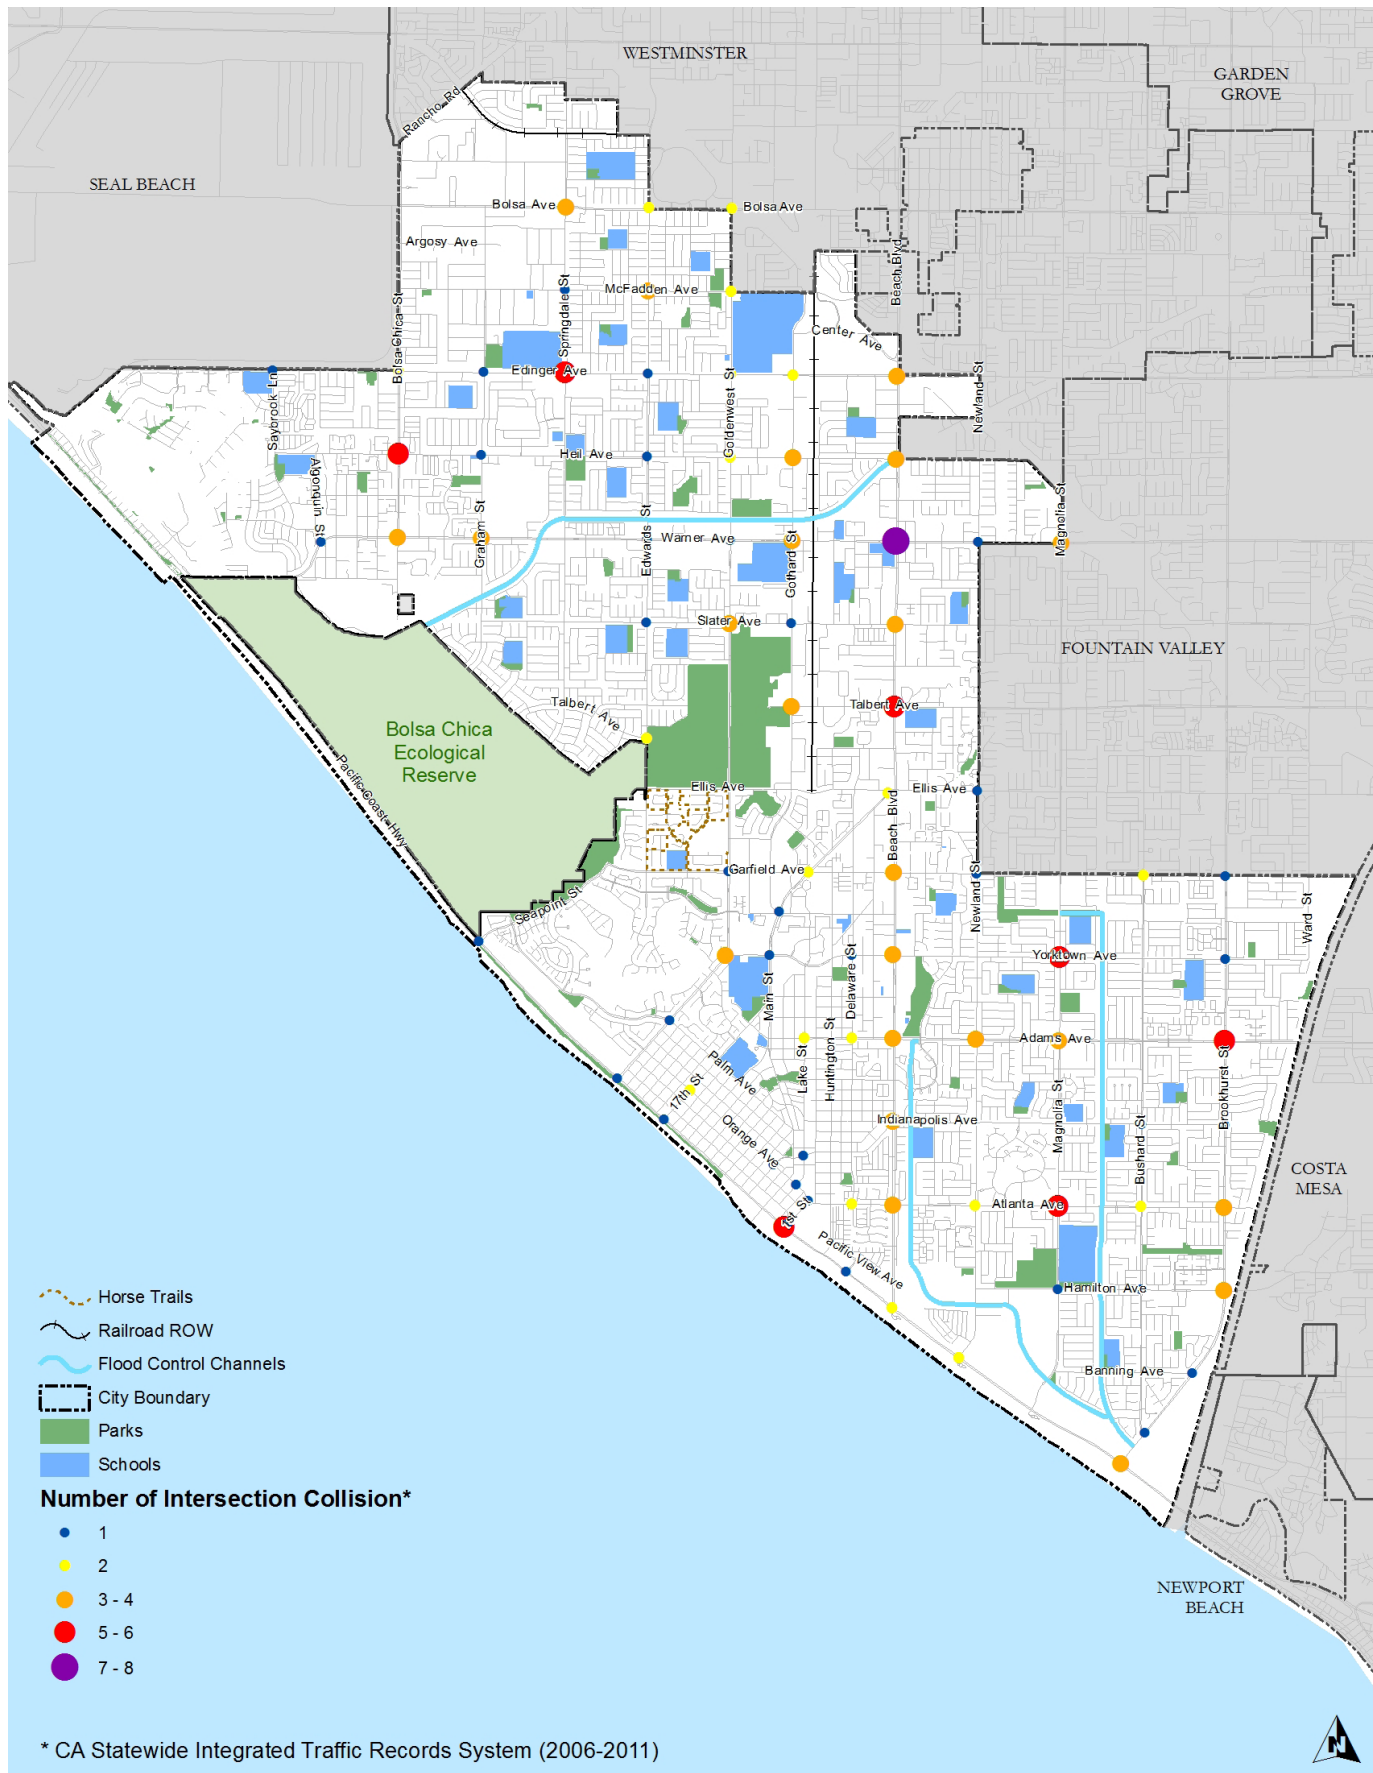 WESTMINSTER
GARDEN
GROVE
Rancho Rd
SEAL BEACH
Bolsa Ave
Bolsa Ave
Argosy Ave
Beach Blvd
McFadden Ave
Springdale St
Bolsa Chica St
Center Ave
Edinger Ave
Saybrook Ln
Goldenwest St
Newland St
Heil Ave
Algonquin St
Graham St
Edwards St
Warner Ave
Gothard St
Magnolia St
Slater Ave
FOUNTAIN VALLEY
Talbert Ave
Talbert Ave
Bolsa Chica
Ecological
Reserve
Pacific Coast Hwy
Ellis Ave
Ellis Ave
Beach Blvd
Garfield Ave
Newland St
Seapoint St
Ward St
Yorktown Ave
Main St
Delaware St
Adams Ave
Lake St
Huntington St
Palm Ave
17th St
Brookhurst St
Indianapolis Ave
Magnolia St
Orange Ave
Bushard St
COSTA
MESA
Atlanta Ave
1st St
Pacific View Ave
Hamilton Ave
Banning Ave
Horse Trails
Railroad ROW
Flood Control Channels
City Boundary
Parks
Schools
Number of Intersection Collision*
1
2
3 - 4
5 - 6
7 - 8
NEWPORT
BEACH
N
* CA Statewide Integrated Traffic Records System (2006-2011)